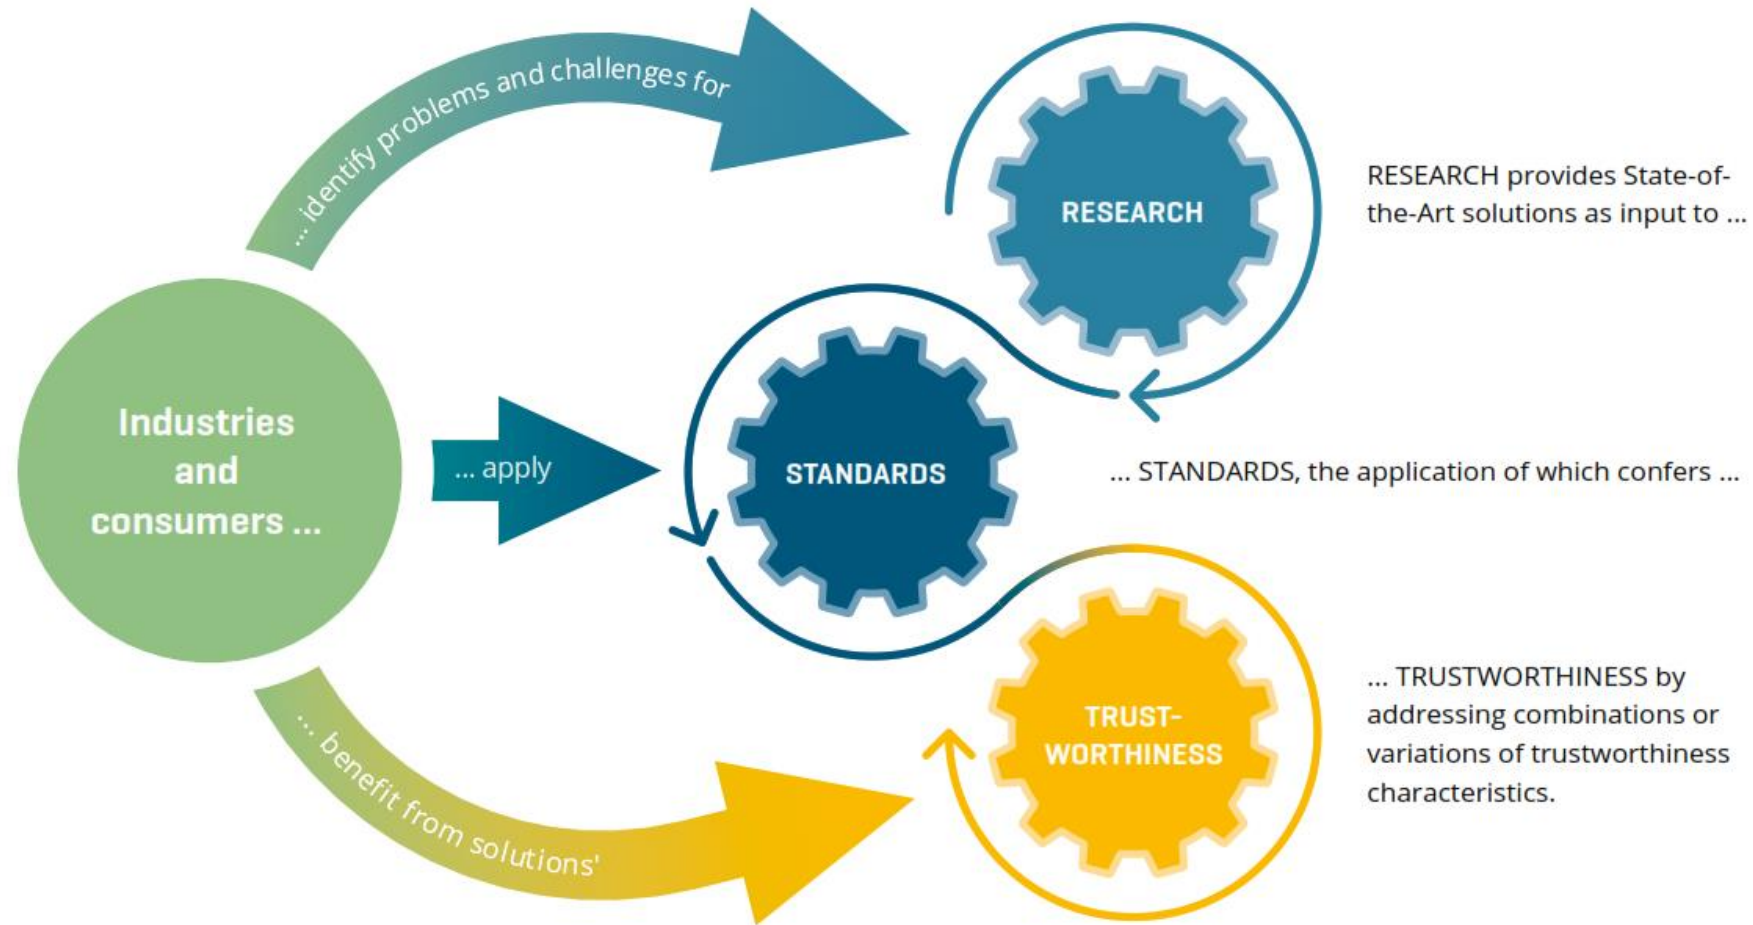 ... identify problems and challenges for
RESEARCH
RESEARCH provides State-of-
the-Art solutions as input to ...
Industries
and
consumers ...
... apply
STANDARDS
... STANDARDS, the application of which confers ...
... benefit from solutions'
TRUST-
WORTHINESS
... TRUSTWORTHINESS by
addressing combinations or
variations of trustworthiness
characteristics.